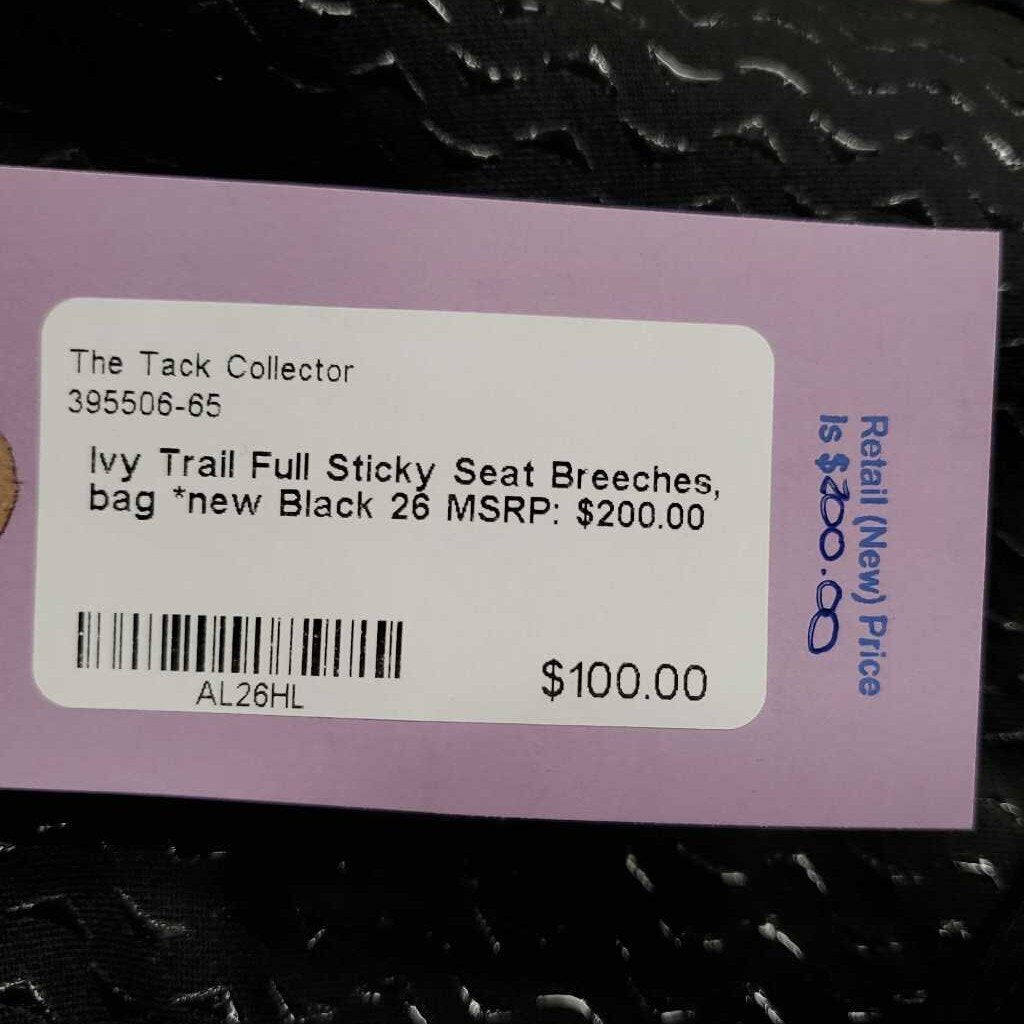 The Tack Collector
395506-65
Ivy Trail Full Sticky Seat Breeches,
bag *new Black 26 MSRP: $200.00
AL26HL
$100.00
Retail (New) Price
Is $200.00